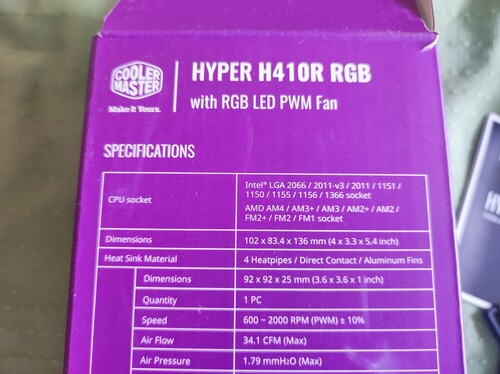 COOLER
MASTER
Make It Yours.
HYPER H410R RGB
with RGB LED PWM Fan
SPECIFICATIONS
CPU socket
Intel® LGA 2066 / 2011-v3 / 2011 / 1151 /
1150 / 1155 / 1156 / 1366 socket
AMD AM4 / AM3+ / AM3 / AM2+ / AM2 /
FM2+ / FM2 / FM1 socket
Dimensions
102 x 83.4 x 136 mm (4 x 3.3 x 5.4 inch)
Heat Sink Material
4 Heatpipes / Direct Contact / Aluminum Fins
Dimensions
92 x 92 x 25 mm (3.6 x 3.6 x 1 inch)
Quantity
1 PC
Speed
600 ~ 2000 RPM (PWM) ± 10%
Air Flow
34.1 CFM (Max)
Air Pressure
1.79 mmH₂O (Max)